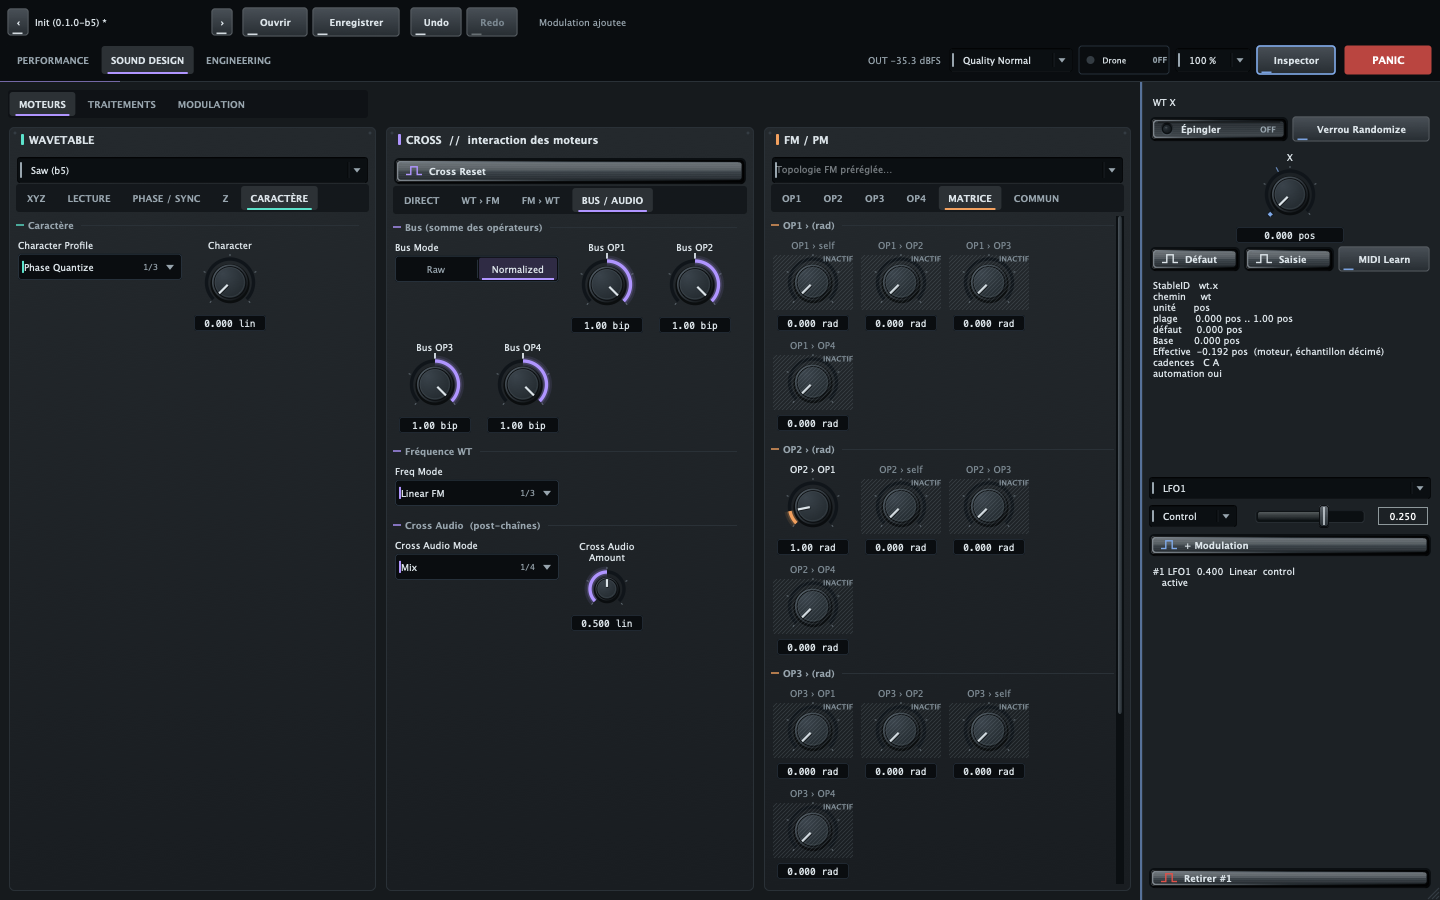 ‹ Init (0.1.0-b5) * › Ouvrir Enregistrer Undo Redo Modulation ajoutee
PERFORMANCE SOUND DESIGN ENGINEERING OUT -35.3 dBFS Quality Normal Drone OFF 100 % Inspector PANIC
MOTEURS TRAITEMENTS MODULATION
WAVETABLE
Saw (b5)
XYZ LECTURE PHASE / SYNC Z CARACTÈRE
Caractère
Character Profile Character
Phase Quantize 1/3
0.000 lin
CROSS // interaction des moteurs
Cross Reset
DIRECT WT › FM FM › WT BUS / AUDIO
Bus (somme des opérateurs)
Bus Mode Bus OP1 Bus OP2
Raw Normalized
1.00 bip 1.00 bip
Bus OP3 Bus OP4
1.00 bip 1.00 bip
Fréquence WT
Freq Mode
Linear FM 1/3
Cross Audio (post-chaînes)
Cross Audio Mode Cross Audio
Amount
Mix 1/4
0.500 lin
FM / PM
Topologie FM préréglée...
OP1 OP2 OP3 OP4 MATRICE COMMUN
OP1 › (rad)
OP1 › self OP1 › OP2 OP1 › OP3
INACTIF INACTIF INACTIF
0.000 rad 0.000 rad 0.000 rad
OP1 › OP4
INACTIF
0.000 rad
OP2 › (rad)
OP2 › OP1 OP2 › self OP2 › OP3
INACTIF INACTIF
1.00 rad 0.000 rad 0.000 rad
OP2 › OP4
INACTIF
0.000 rad
OP3 › (rad)
OP3 › OP1 OP3 › OP2 OP3 › self
INACTIF INACTIF INACTIF
0.000 rad 0.000 rad 0.000 rad
OP3 › OP4
INACTIF
0.000 rad
WT X
Épingler OFF Verrou Randomize
X
0.000 pos
Défaut Saisie MIDI Learn
StableID wt.x
chemin wt
unité pos
plage 0.000 pos .. 1.00 pos
défaut 0.000 pos
Base 0.000 pos
Effective -0.192 pos (moteur, échantillon décimé)
cadences C A
automation oui
LFO1
Control 0.250
+ Modulation
#1 LFO1 0.400 Linear control
active
Retirer #1